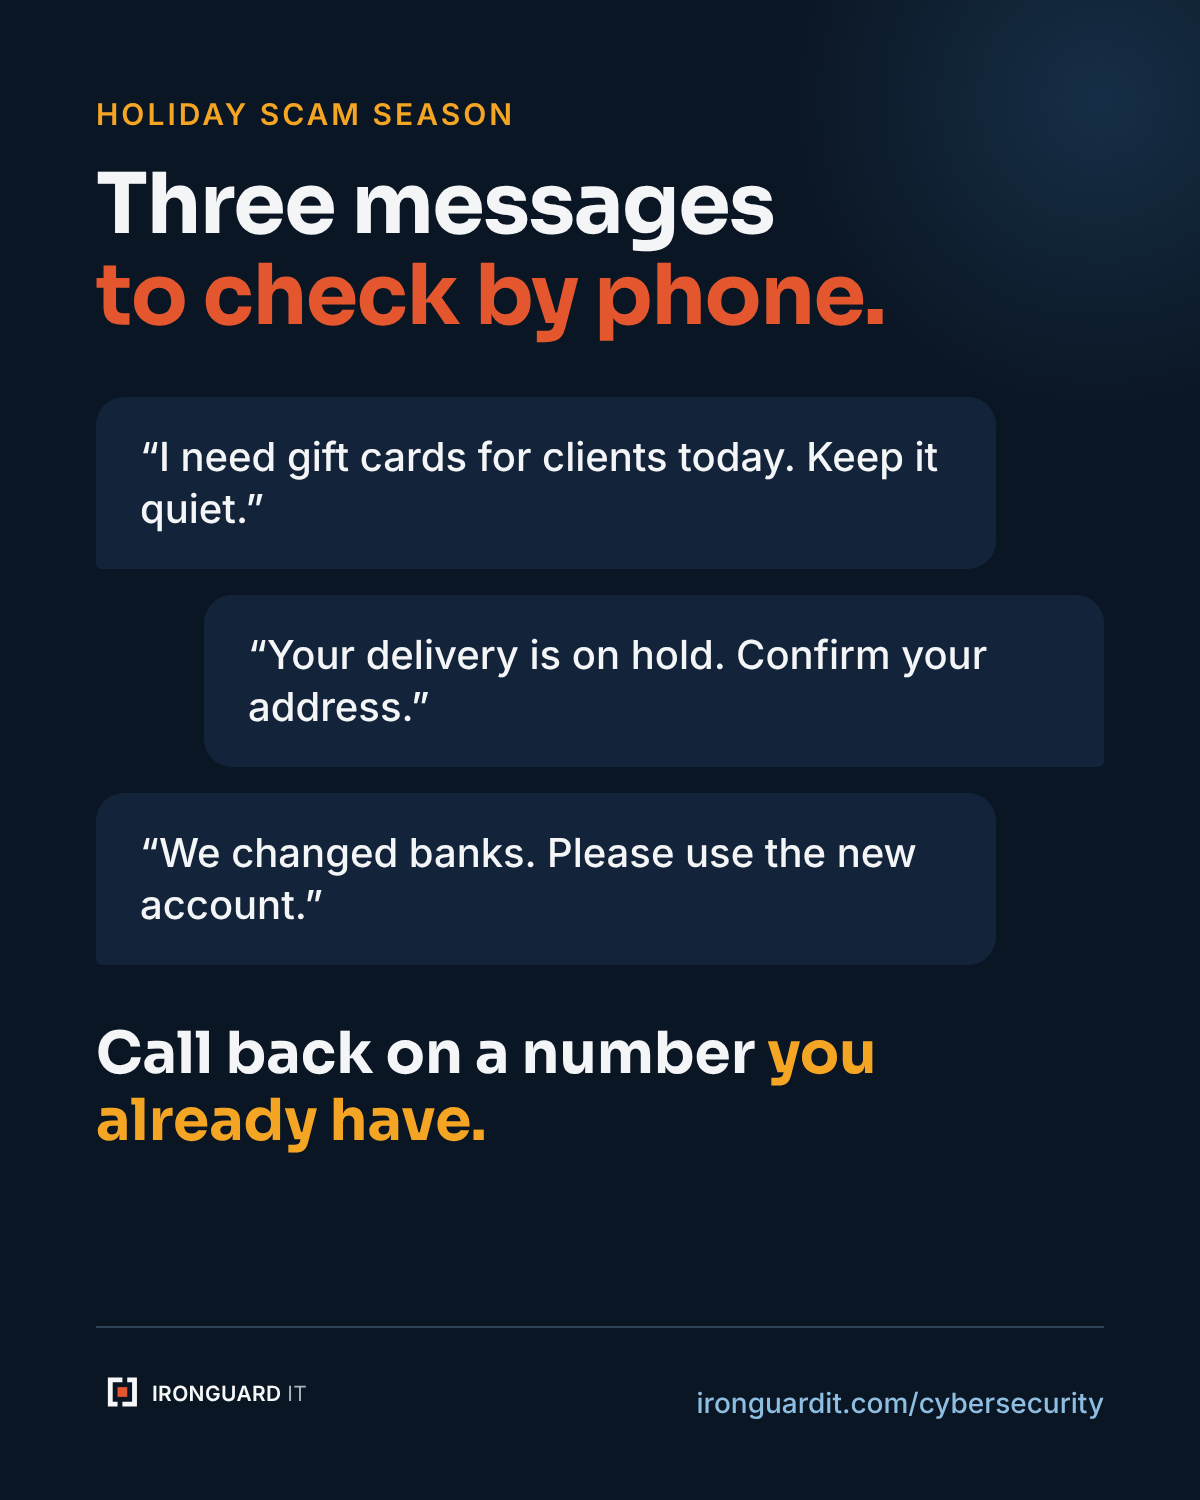 HOLIDAY SCAM SEASON
Three messages
to check by phone.
“I need gift cards for clients today. Keep it
quiet.”
“Your delivery is on hold. Confirm your
address.”
“We changed banks. Please use the new
account.”
Call back on a number you
already have.
IRONGUARD IT
ironguardit.com/cybersecurity